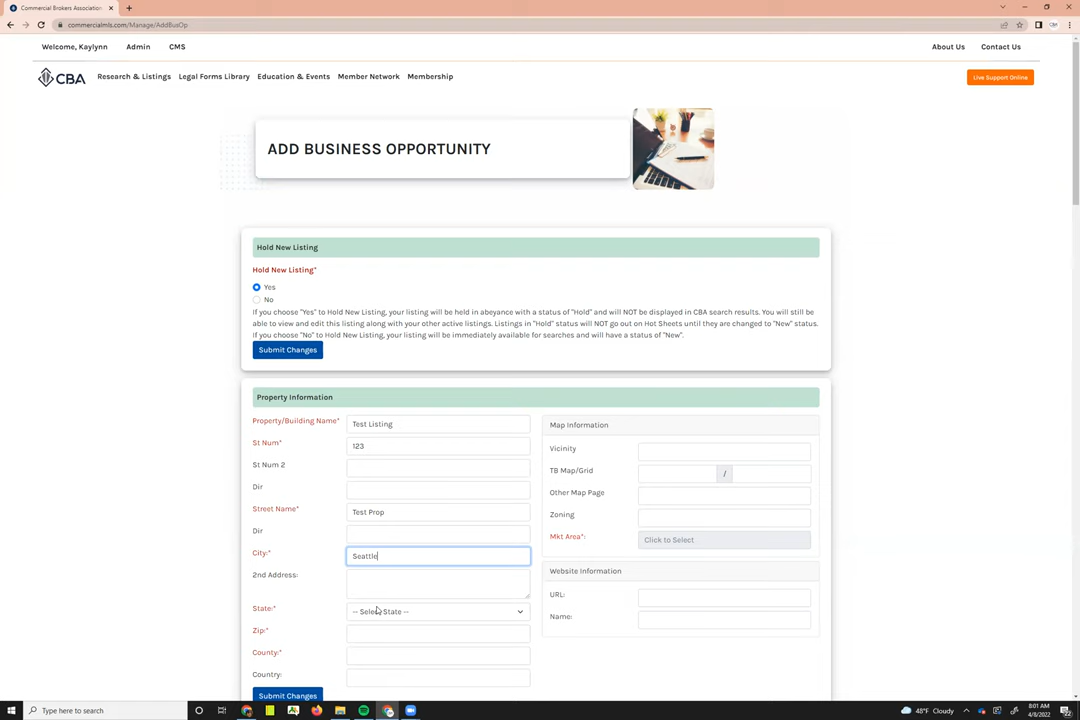 Commercial Brokers Association
commercialmls.com/Manage/AddBusOp
Welcome, Kaylynn
Admin
CMS
About Us
Contact Us
CBA
Research & Listings
Legal Forms Library
Education & Events
Member Network
Membership
Live Support Online
ADD BUSINESS OPPORTUNITY
Hold New Listing
Hold New Listing*
Yes
No
If you choose "Yes" to Hold New Listing, your listing will be held in abeyance with a status of "Hold" and will NOT be displayed in CBA search results. You will still be
able to view and edit this listing along with your other active listings. Listings in "Hold" status will NOT go out on Hot Sheets until they are changed to "New" status.
If you choose "No" to Hold New Listing, your listing will be immediately available for searches and will have a status of "New".
Submit Changes
Property Information
Property/Building Name*
Test Listing
St Num*
123
St Num 2
Dir
Street Name*
Test Prop
Dir
City:*
Seattle
2nd Address:
State:*
-- Select State --
Zip:*
County:*
Country:
Submit Changes
Map Information
Vicinity
TB Map/Grid
/
Other Map Page
Zoning
Mkt Area*:
Click to Select
Website Information
URL:
Name:
Type here to search
48°F Cloudy
8:01 AM
4/8/2022